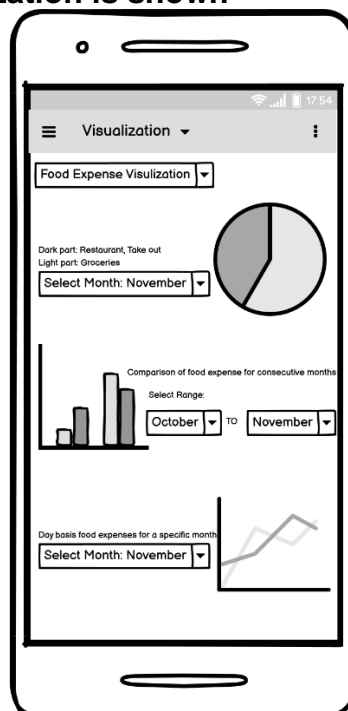 ation is shown
17:54
Visualization
Food Expense Visulization
Dark part: Restaurant, Take out
Light part: Groceries
Select Month: November
Comparison of food expense for consecutive months
Select Range:
October TO November
Day basis food expenses for a specific month
Select Month: November